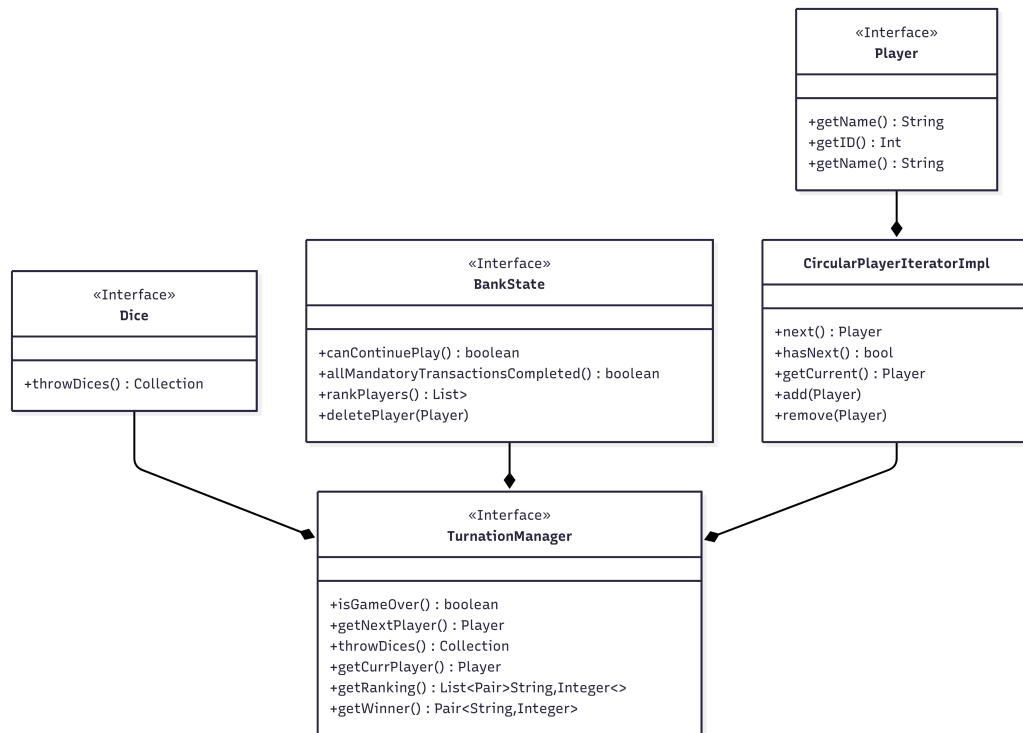 «Interface»
Player
+getName() : String
+getID() : Int
+getName() : String
«Interface»
Dice
+throwDices() : Collection
«Interface»
BankState
+canContinuePlay() : boolean
+allMandatoryTransactionsCompleted() : boolean
+rankPlayers() : List>
+deletePlayer(Player)
CircularPlayerIteratorImpl
+next() : Player
+hasNext() : bool
+getCurrent() : Player
+add(Player)
+remove(Player)
«Interface»
TurnationManager
+isGameOver() : boolean
+getNextPlayer() : Player
+throwDices() : Collection
+getCurrPlayer() : Player
+getRanking() : List<Pair>String,Integer<>
+getWinner() : Pair<String,Integer>